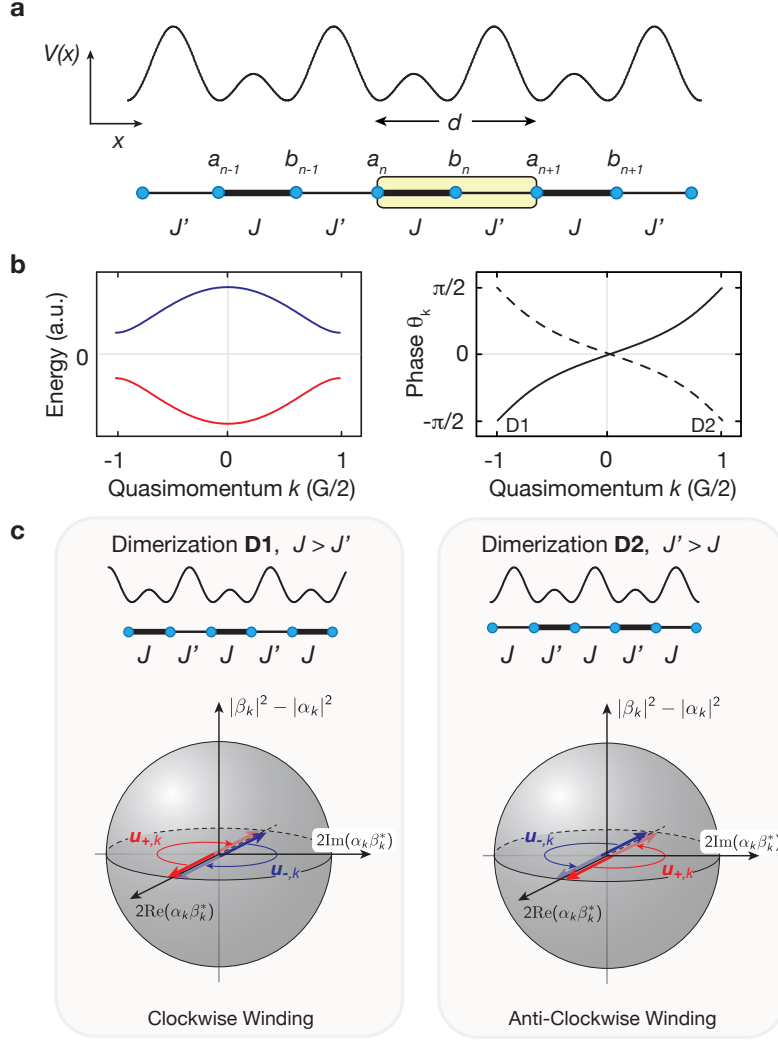 a
V(x)
x
d
a_{n-1} b_{n-1} a_n b_n a_{n+1} b_{n+1}
J' J J' J J' J J'
b
Energy (a.u.)
0
-1 0 1
Quasimomentum k (G/2)
Phase θ_k
π/2
0
-π/2
D1 D2
-1 0 1
Quasimomentum k (G/2)
c
Dimerization D1, J > J'
J J' J J' J
|β_k|² − |α_k|²
u_{+,k}
2Im(α_kβ_k^*)
u_{-,k}
2Re(α_kβ_k^*)
Clockwise Winding
Dimerization D2, J' > J
J J' J J' J
|β_k|² − |α_k|²
u_{-,k}
2Im(α_kβ_k^*)
u_{+,k}
2Re(α_kβ_k^*)
Anti-Clockwise Winding